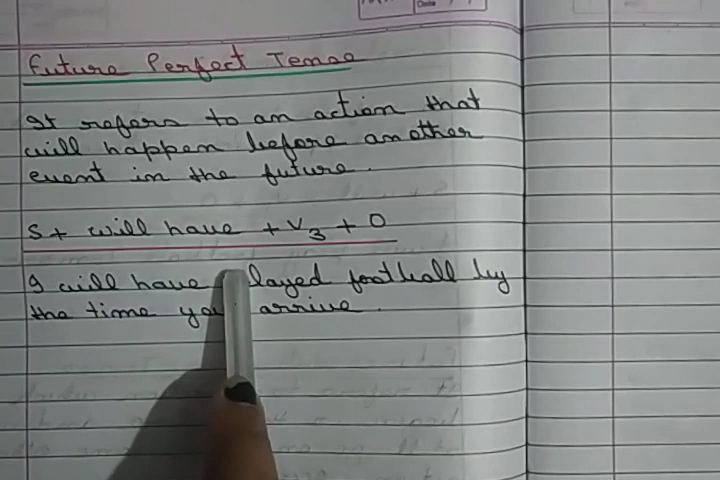 Future Perfect Tense
It refers to an action that
will happen before another
event in the future.
S + will have + V3 + O
I will have played football by
the time you arrive.